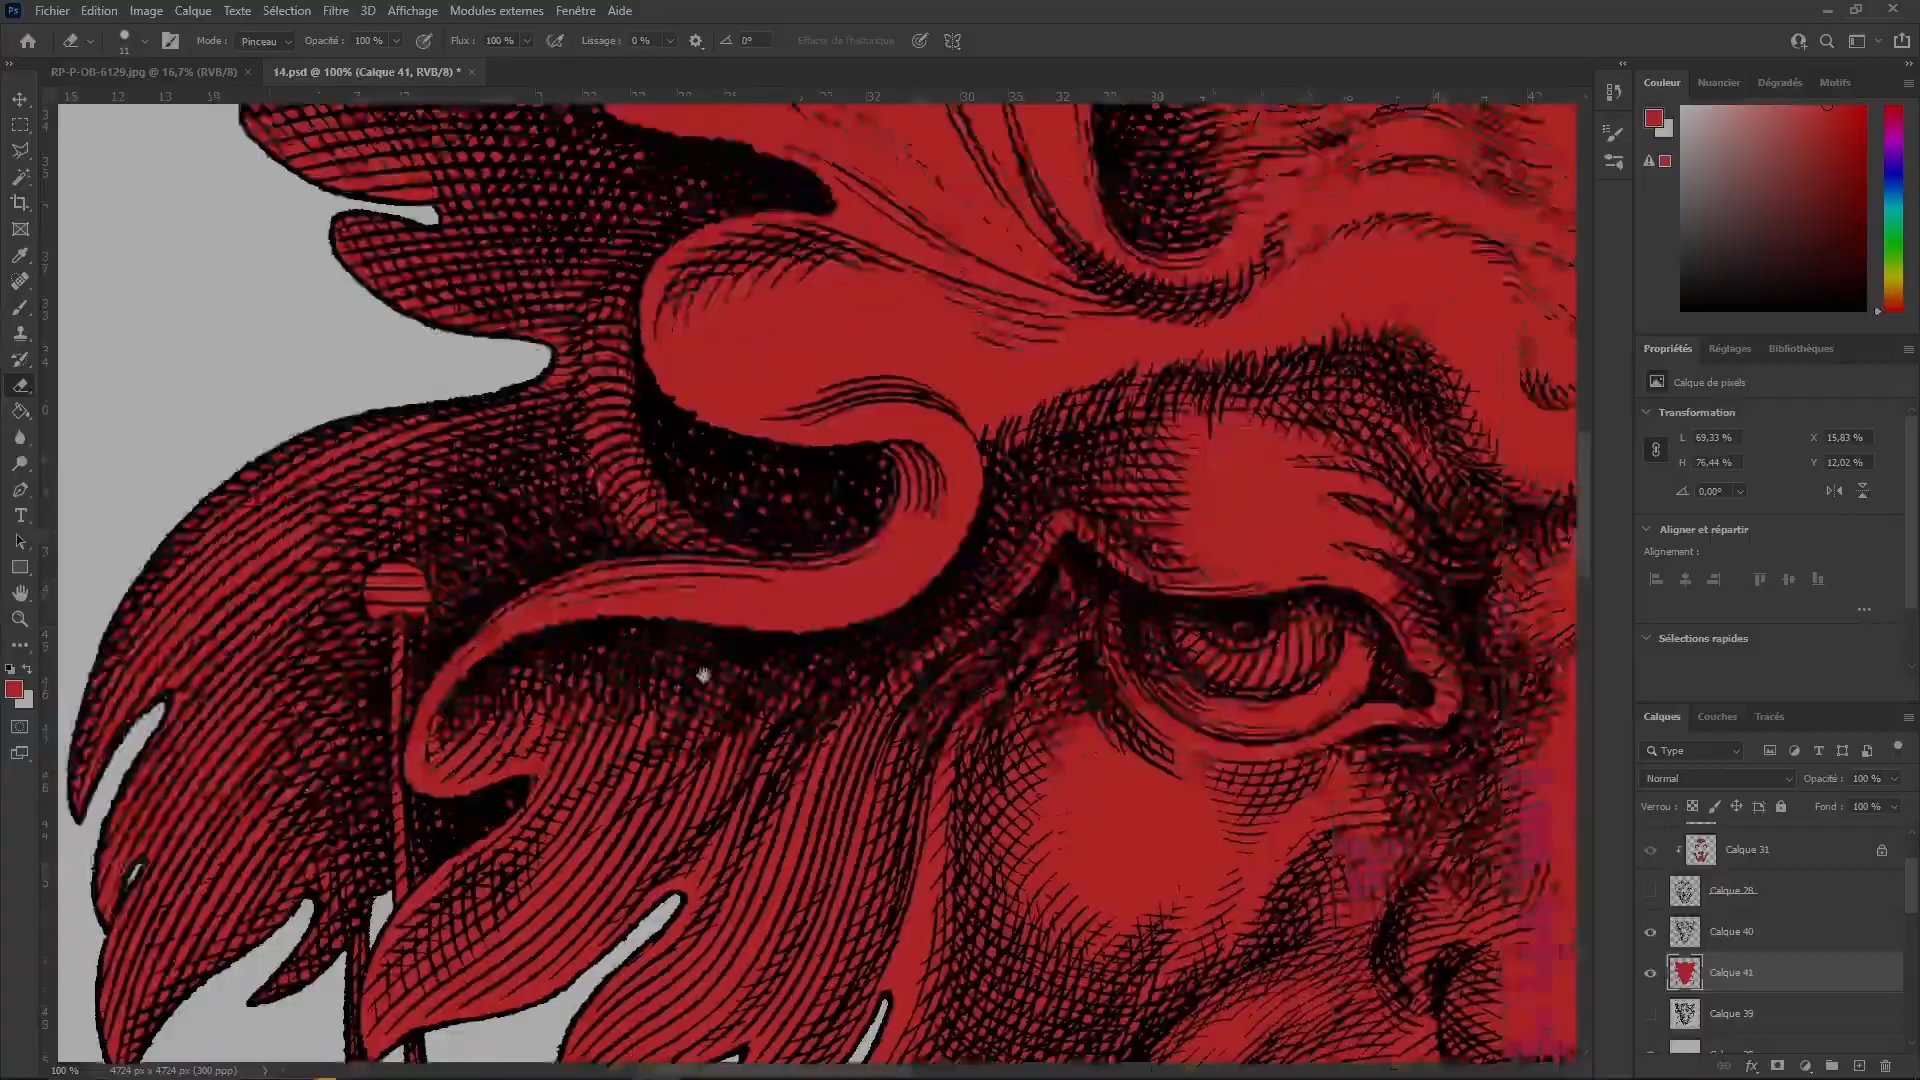 Ps Fichier Edition Image Calque Texte Sélection Filtre 3D Affichage Modules externes Fenêtre Aide
11 Mode : Pinceau Opacité : 100 % Flux : 100 % Lissage : 0 % 0° Effacer de l'historique
RP-P-OB-6129.jpg @ 16,7% (RVB/8) × 14.psd @ 100% (Calque 41, RVB/8) * ×
Couleur Nuancier Dégradés Motifs
Propriétés Réglages Bibliothèques
Calque de pixels
Transformation
L 69,33 % X 15,83 %
H 76,44 % Y 12,02 %
0,00°
Aligner et répartir
Alignement :
Sélections rapides
Calques Couches Tracés
Type
Normal Opacité : 100 %
Verrou : Fond : 100 %
Calque 31
Calque 28
Calque 40
Calque 41
Calque 39
100 % 4724 px x 4724 px (300 ppp)